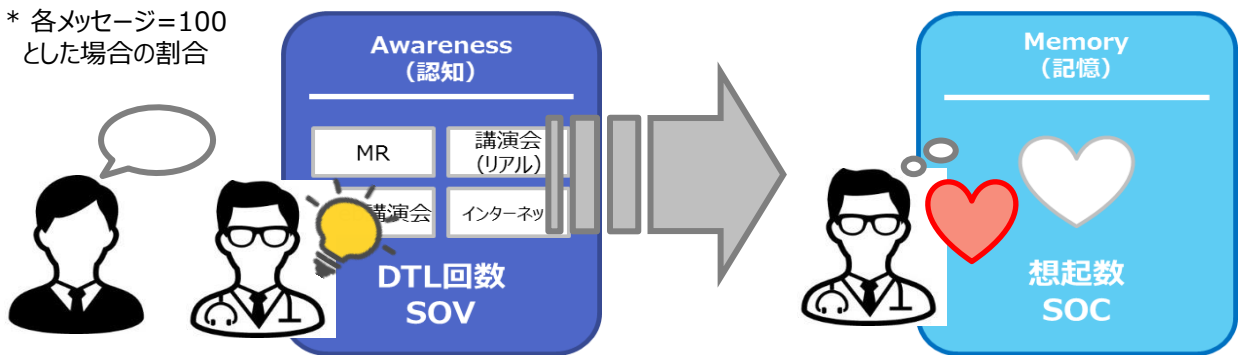 * 各メッセージ=100
とした場合の割合
Awareness
（認知）
MR
講演会
(リアル)
講演会
インターネッ
DTL回数
SOV
Memory
（記憶）
想起数
SOC